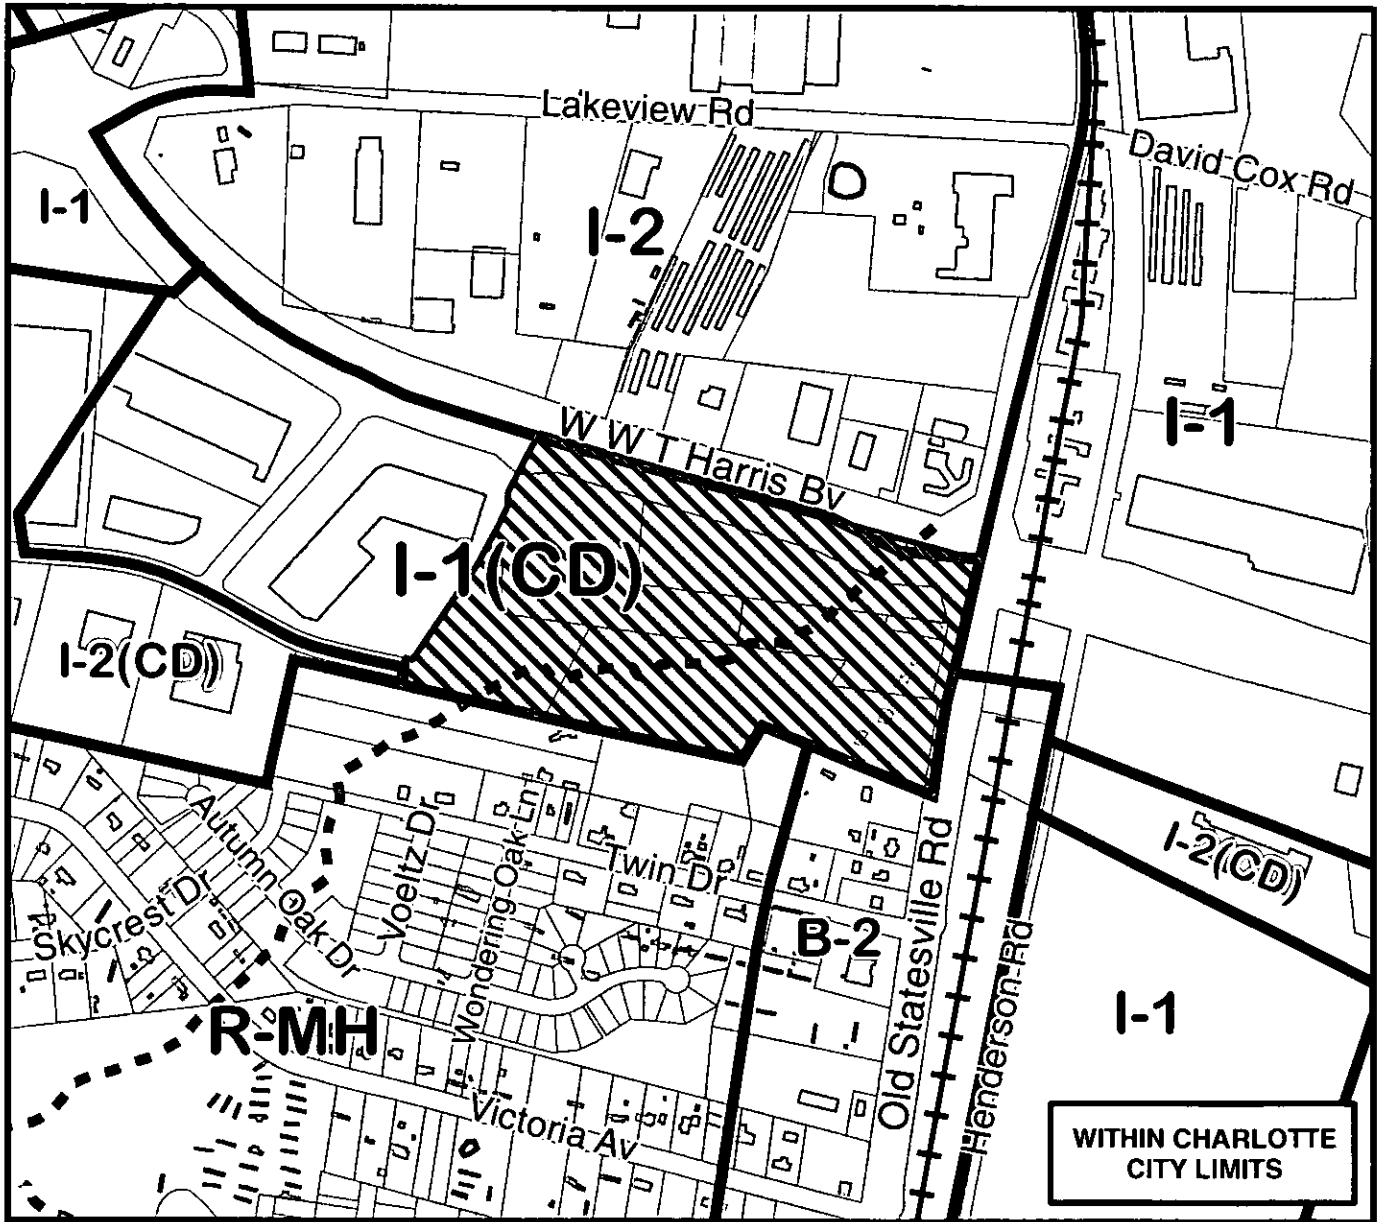 Lakeview Rd
David Cox Rd
I-1
I-2
I-1
W W T Harris Bv
I-1(CD)
I-2(CD)
Autumn Oak Dr
Voeltz Dr
Wondering Oak Ln
Twin Dr
I-2(CD)
Skycrest Dr
B-2
Old Statesville Rd
Henderson Rd
R-MH
I-1
Victoria Av
WITHIN CHARLOTTE
CITY LIMITS